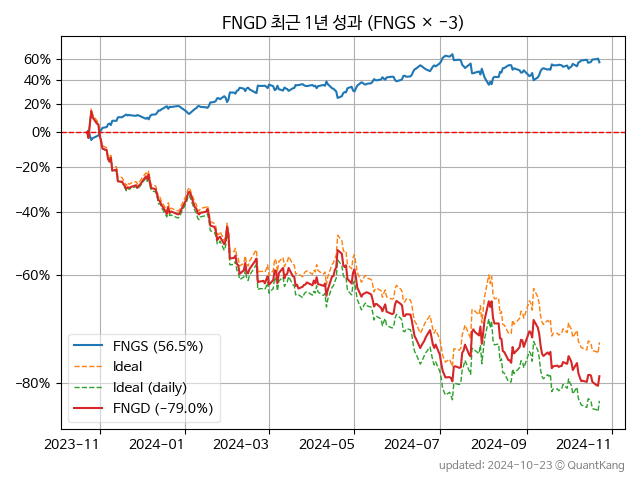 FNGD 최근 1년 성과 (FNGS × −3)
60%
40%
20%
0%
−20%
−40%
−60%
−80%
FNGS (56.5%)
Ideal
Ideal (daily)
FNGD (−79.0%)
2023-11
2024-01
2024-03
2024-05
2024-07
2024-09
2024-11
updated: 2024-10-23 ⓒ QuantKang